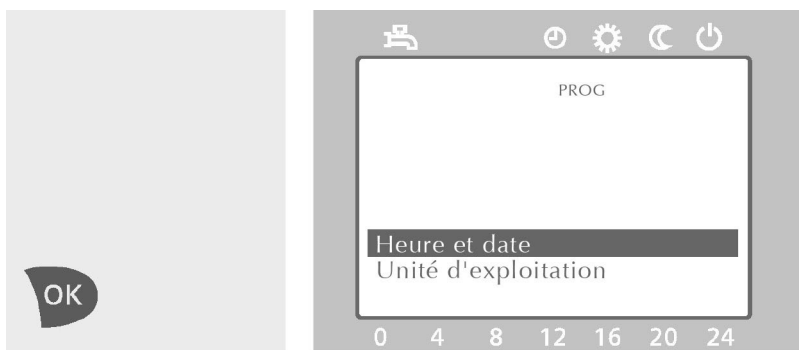 PROG
Heure et date
Unité d'exploitation
OK
0 4 8 12 16 20 24